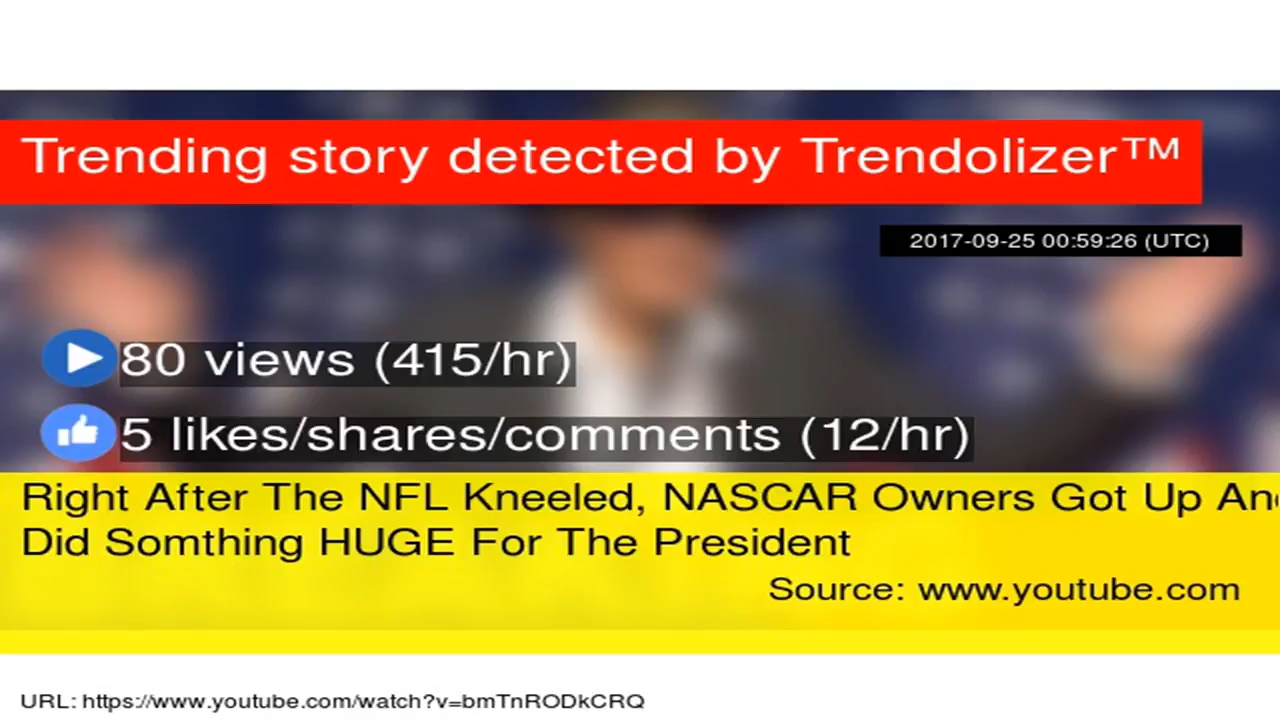 Trending story detected by Trendolizer™
2017-09-25 00:59:26 (UTC)
80 views (415/hr)
5 likes/shares/comments (12/hr)
Right After The NFL Kneeled, NASCAR Owners Got Up And
Did Somthing HUGE For The President
Source: www.youtube.com
URL: https://www.youtube.com/watch?v=bmTnRODkCRQ